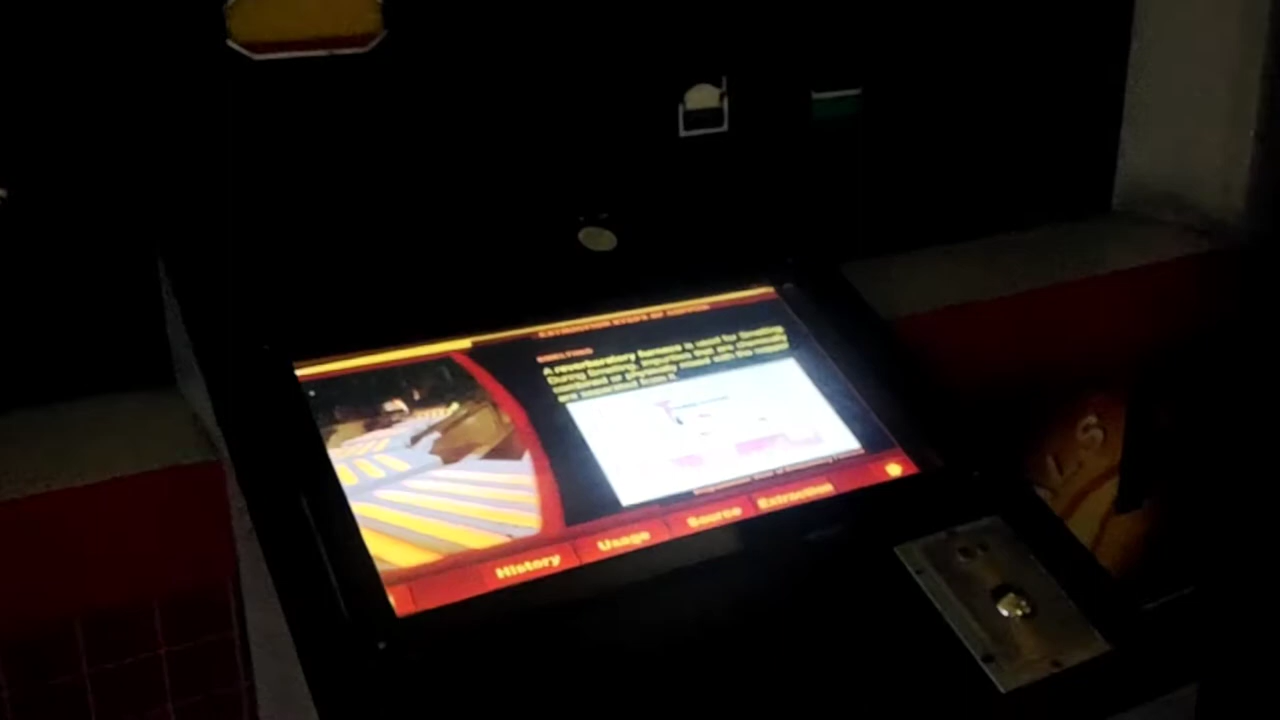 EXTRACTION STEPS OF COPPER
SMELTING
A reverberatory furnace is used for Smelting
During Smelting, impurities that are chemically
combined or physically mixed with the copper
are separated from it
History
Usage
Source
Extraction